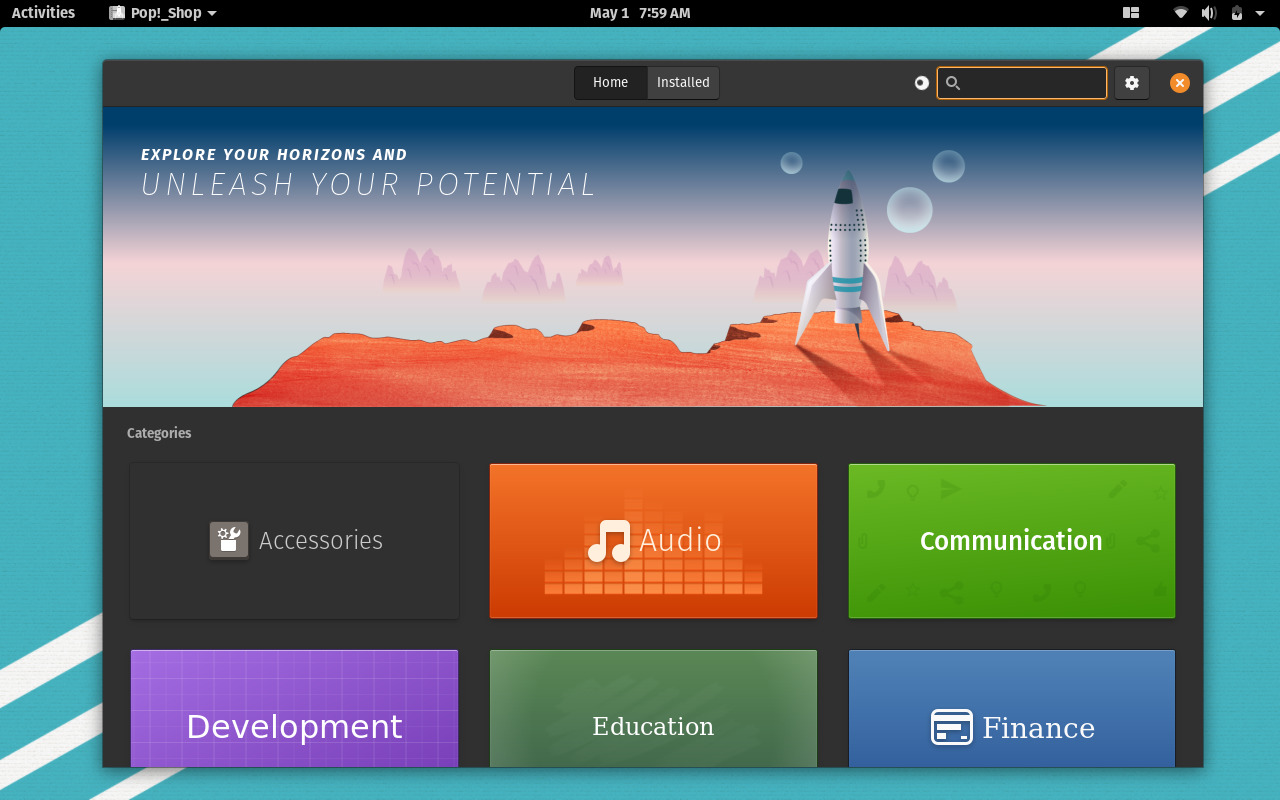 Activities
Pop!_Shop
May 1 7:59 AM
Home
Installed
EXPLORE YOUR HORIZONS AND
UNLEASH YOUR POTENTIAL
Categories
Accessories
Audio
Communication
Development
Education
Finance